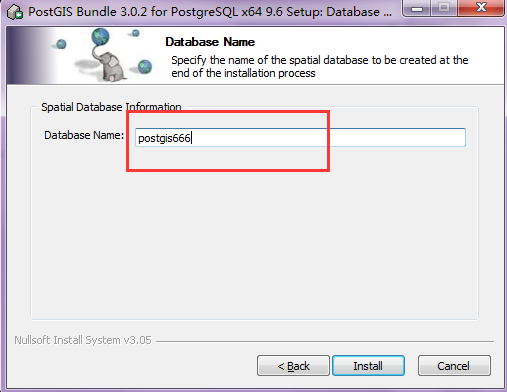 PostGIS Bundle 3.0.2 for PostgreSQL x64 9.6 Setup: Database ...
Database Name
Specify the name of the spatial database to be created at the
end of the installation process
Spatial Database Information
Database Name:
postgis666
Nullsoft Install System v3.05
< Back
Install
Cancel